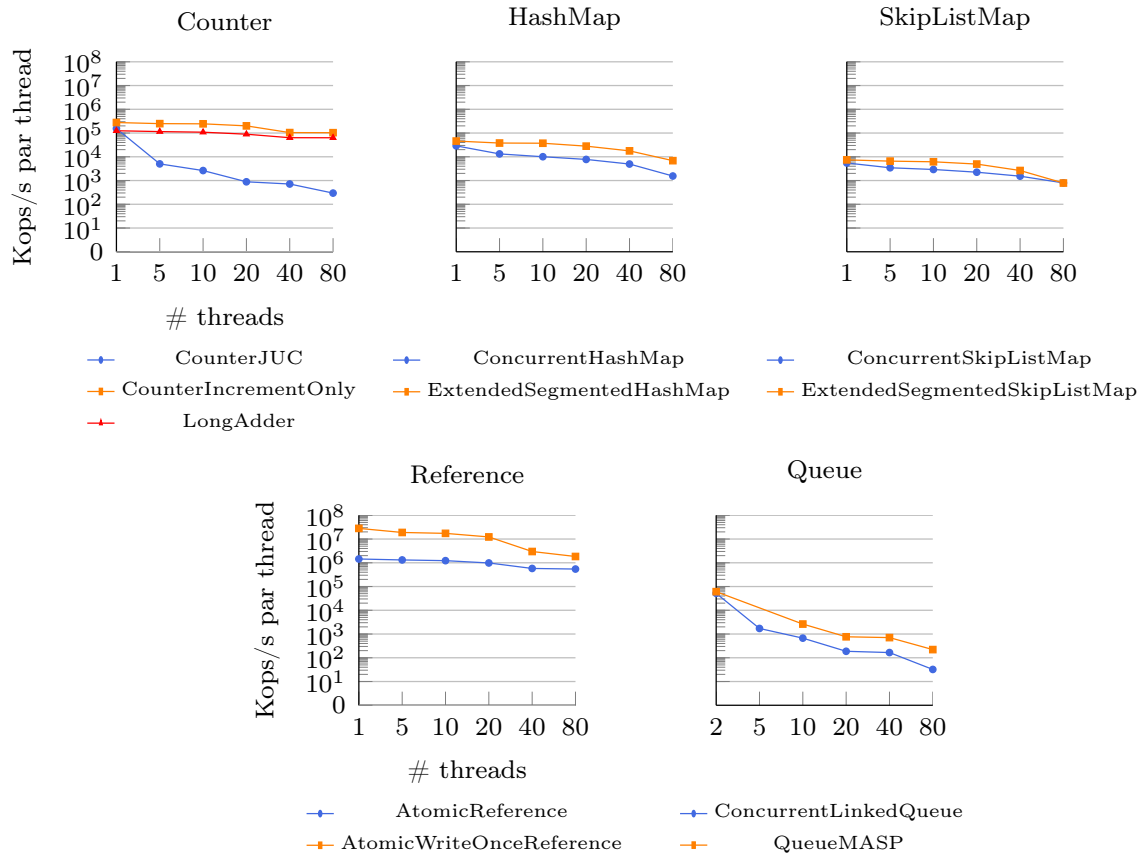 Counter
HashMap
SkipListMap
Kops/s par thread
10^8
10^7
10^6
10^5
10^4
10^3
10^2
10^1
0
1 5 10 20 40 80
1 5 10 20 40 80
1 5 10 20 40 80
# threads
CounterJUC
CounterIncrementOnly
LongAdder
ConcurrentHashMap
ExtendedSegmentedHashMap
ConcurrentSkipListMap
ExtendedSegmentedSkipListMap
Reference
Queue
Kops/s par thread
10^8
10^7
10^6
10^5
10^4
10^3
10^2
10^1
0
1 5 10 20 40 80
2 5 10 20 40 80
# threads
AtomicReference
AtomicWriteOnceReference
ConcurrentLinkedQueue
QueueMASP